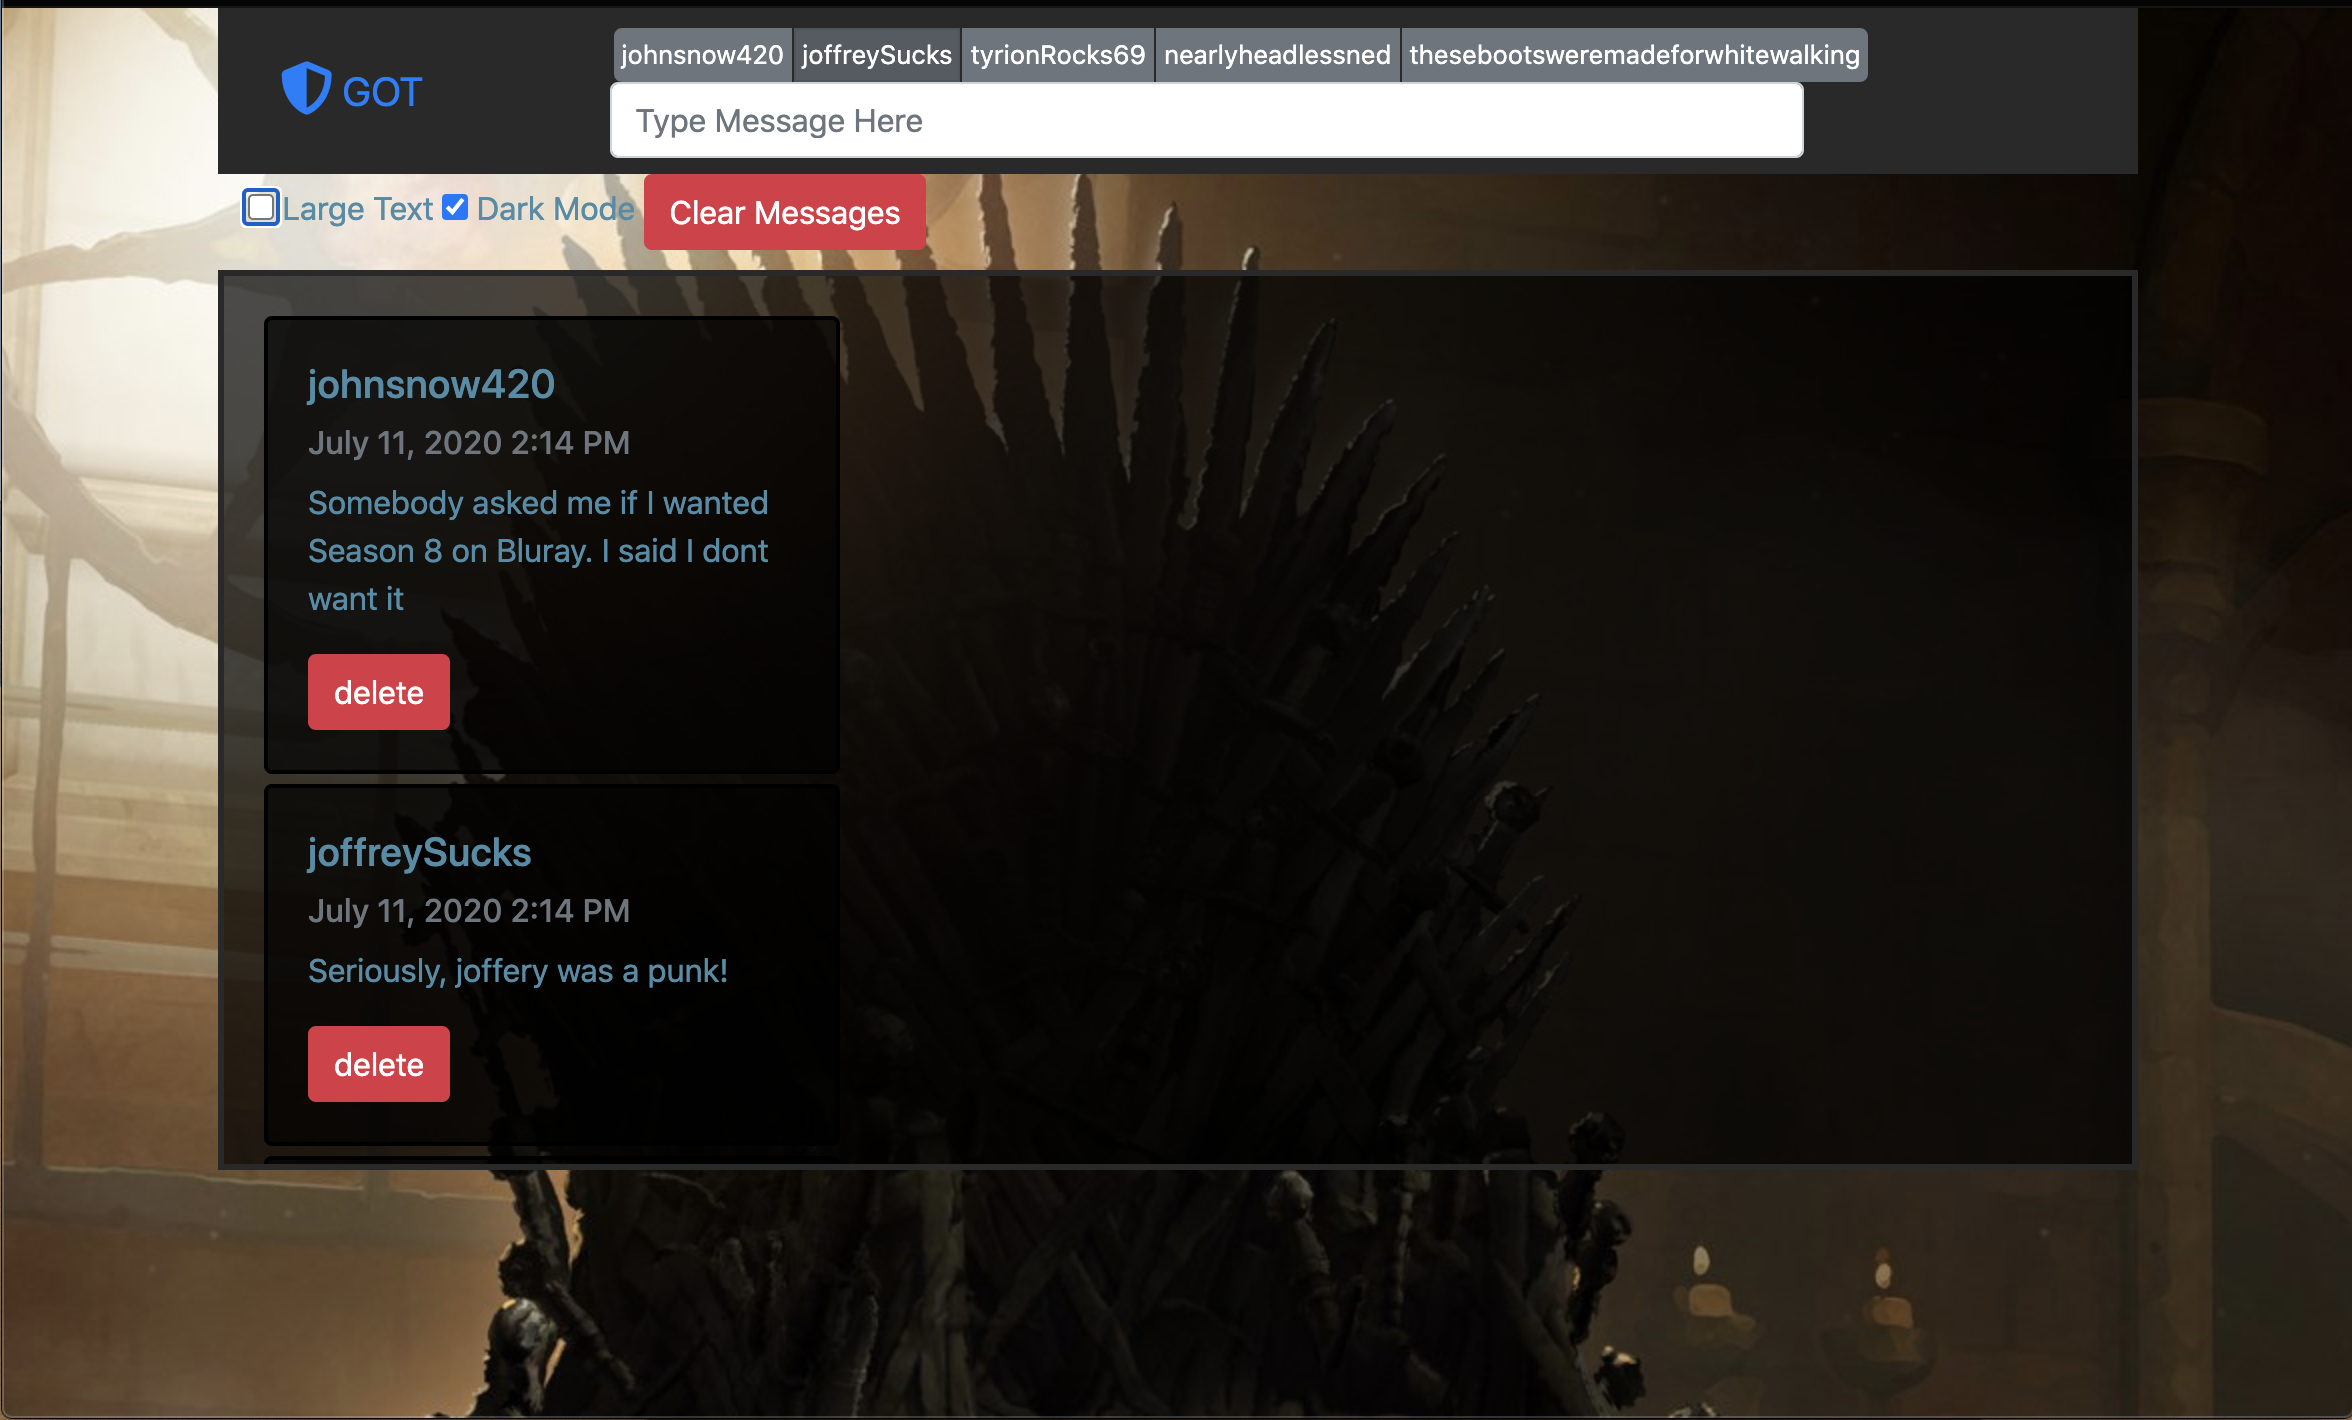 GOT
johnsnow420 joffreySucks tyrionRocks69 nearlyheadlessned thesebootsweremadeforwhitewalking
Type Message Here
Large Text Dark Mode Clear Messages
johnsnow420
July 11, 2020 2:14 PM
Somebody asked me if I wanted
Season 8 on Bluray. I said I dont
want it
delete
joffreySucks
July 11, 2020 2:14 PM
Seriously, joffery was a punk!
delete